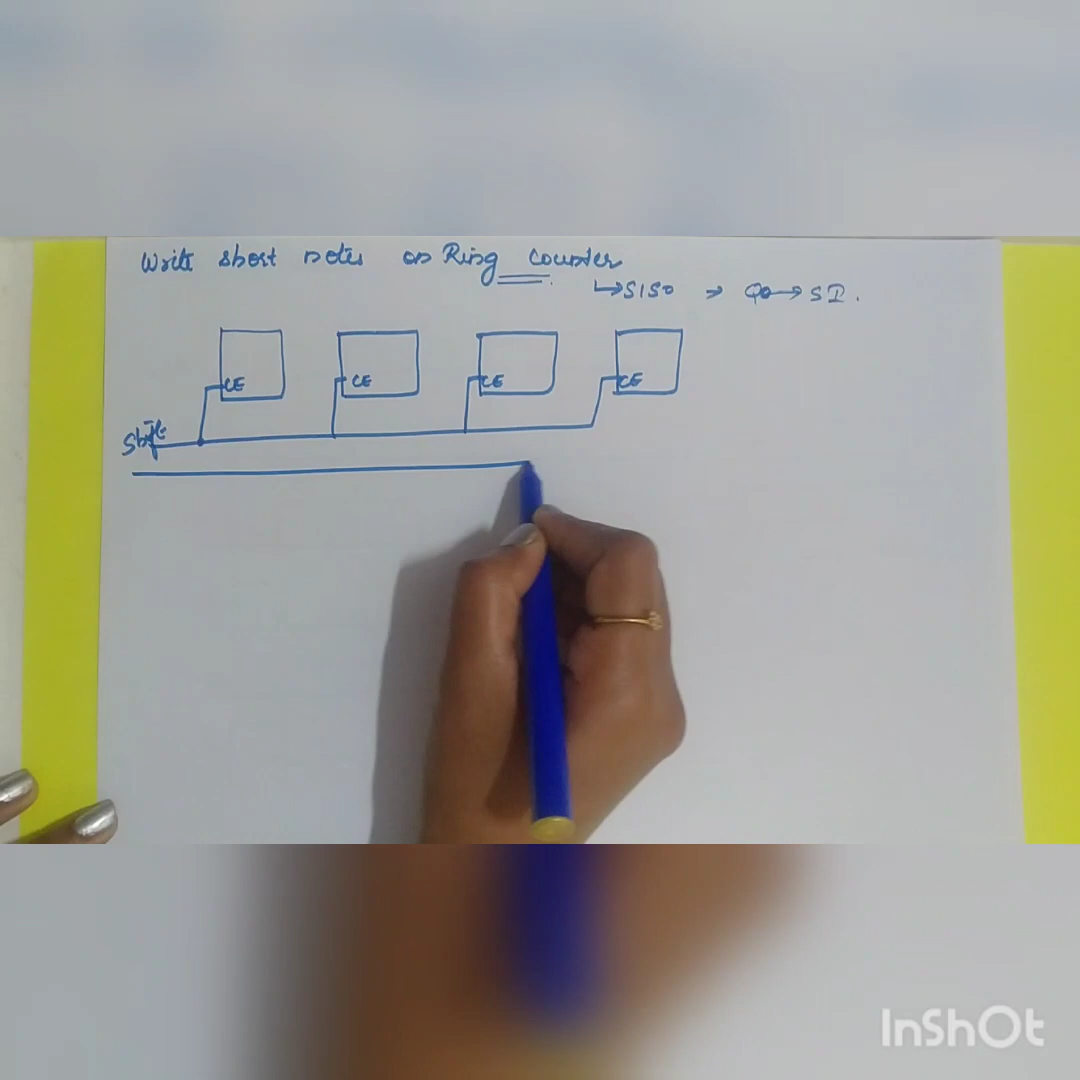 Write short notes on Ring counter
↳SISO → Q0→SI.
CE CE CE CE
Shift
InShOt